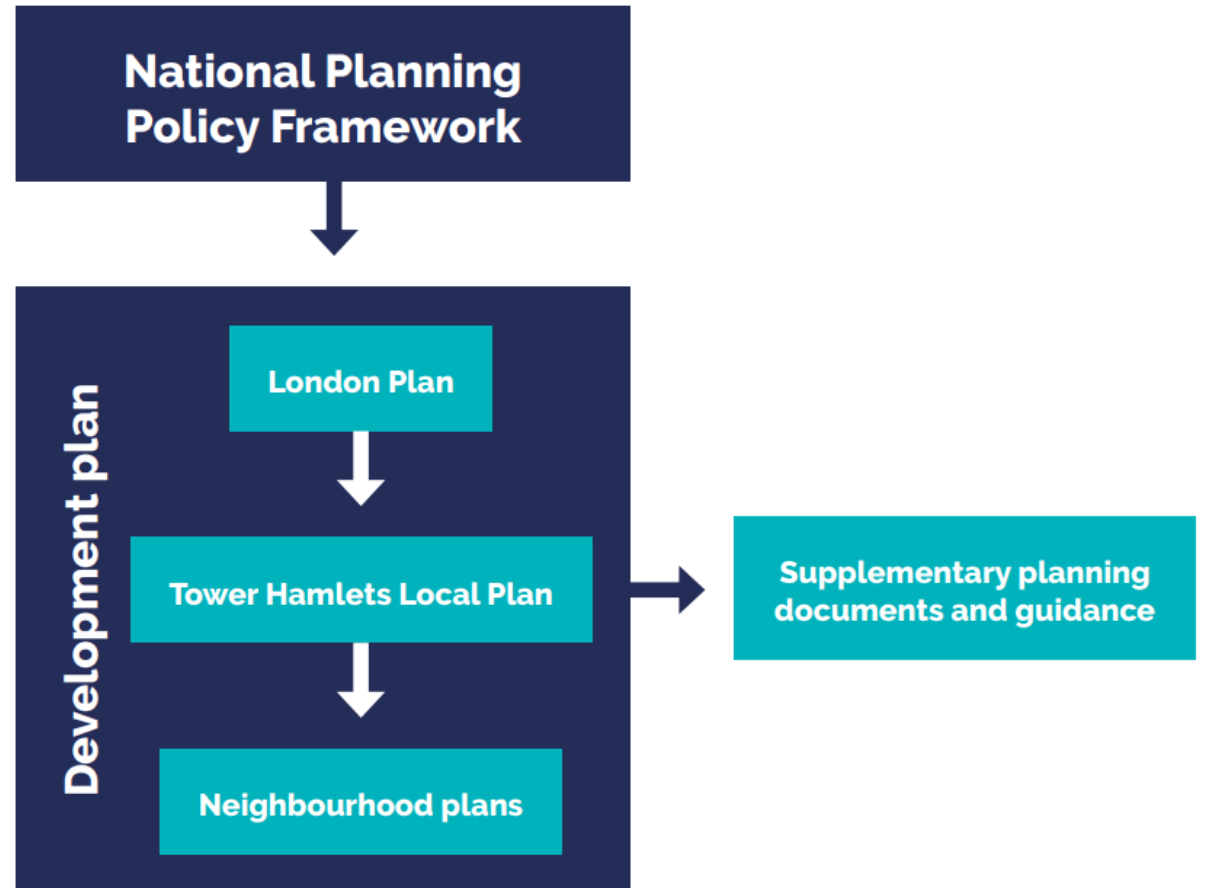 National Planning
Policy Framework
Development plan
London Plan
Tower Hamlets Local Plan
Neighbourhood plans
Supplementary planning
documents and guidance